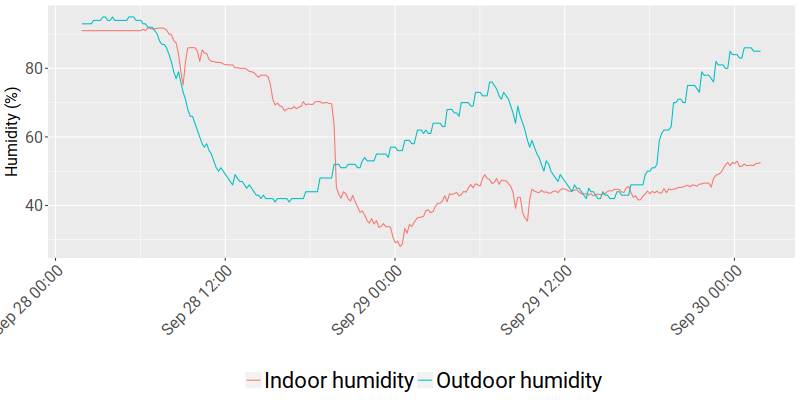 Humidity (%)
80
60
40
Sep 28 00:00
Sep 28 12:00
Sep 29 00:00
Sep 29 12:00
Sep 30 00:00
Indoor humidity Outdoor humidity